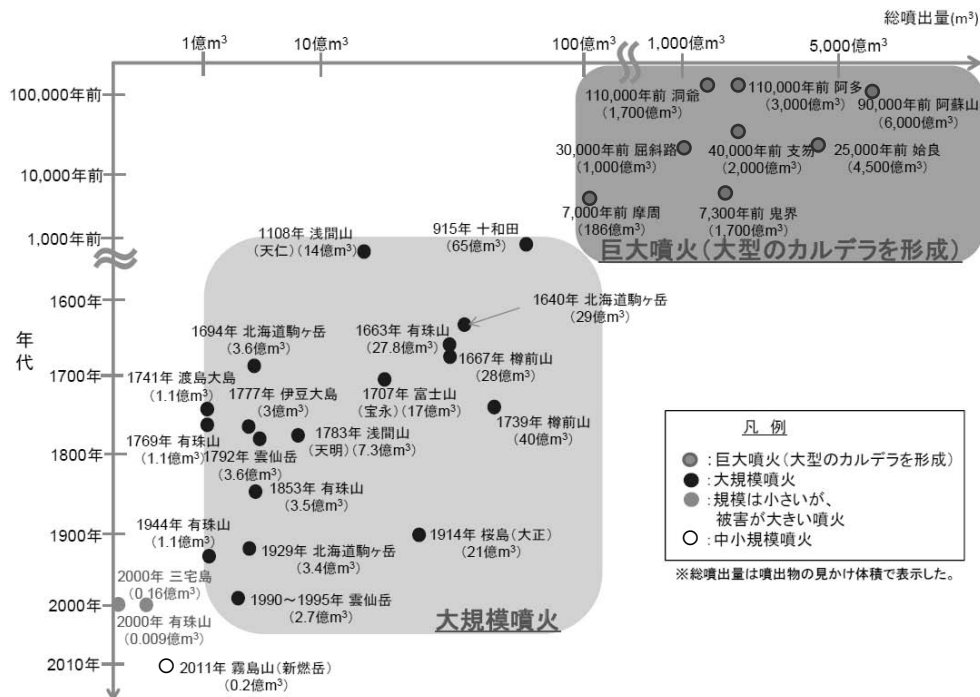 総噴出量(m³)
1億m³
10億m³
100億m³
1,000億m³
5,000億m³
100,000年前
10,000年前
1,000年前
1600年
1700年
1800年
1900年
2000年
2010年
年代
110,000年前 洞爺
(1,700億m³)
110,000年前 阿多
(3,000億m³)
90,000年前 阿蘇山
(6,000億m³)
30,000年前 屈斜路
(1,000億m³)
40,000年前 支笏
(2,000億m³)
25,000年前 姶良
(4,500億m³)
7,000年前 摩周
(186億m³)
7,300年前 鬼界
(1,700億m³)
巨大噴火(大型のカルデラを形成)
1108年 浅間山
(天仁)(14億m³)
915年 十和田
(65億m³)
1640年 北海道駒ヶ岳
(29億m³)
1694年 北海道駒ヶ岳
(3.6億m³)
1663年 有珠山
(27.8億m³)
1667年 樽前山
(28億m³)
1741年 渡島大島
(1.1億m³)
1777年 伊豆大島
(3億m³)
1707年 富士山
(宝永)(17億m³)
1739年 樽前山
(40億m³)
1769年 有珠山
(1.1億m³)
1792年 雲仙岳
(3.6億m³)
1783年 浅間山
(天明)(7.3億m³)
1853年 有珠山
(3.5億m³)
1944年 有珠山
(1.1億m³)
1914年 桜島(大正)
(21億m³)
1929年 北海道駒ヶ岳
(3.4億m³)
2000年 三宅島
(0.16億m³)
1990～1995年 雲仙岳
(2.7億m³)
2000年 有珠山
(0.009億m³)
大規模噴火
2011年 霧島山(新燃岳)
(0.2億m³)
凡 例
:巨大噴火(大型のカルデラを形成)
:大規模噴火
:規模は小さいが、
被害が大きい噴火
:中小規模噴火
※総噴出量は噴出物の見かけ体積で表示した。